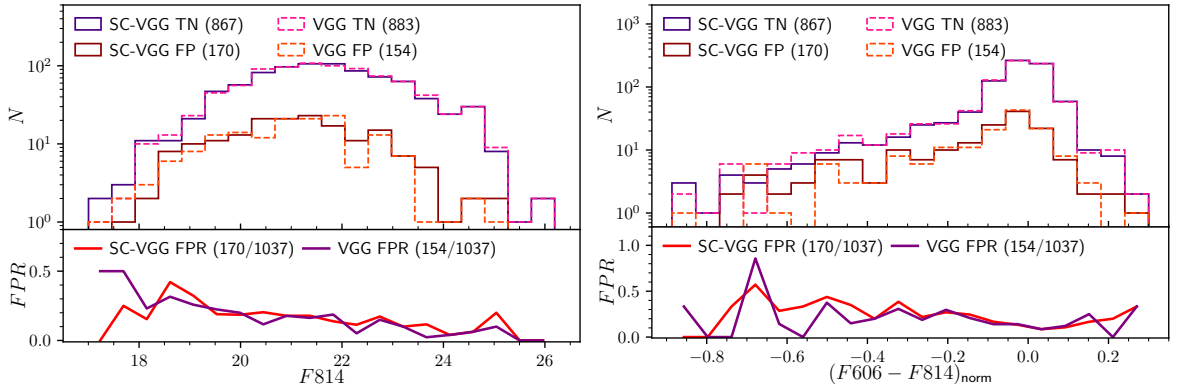 SC-VGG TN (867) VGG TN (883)
SC-VGG FP (170) VGG FP (154)
10^2
10^1
10^0
N
SC-VGG FPR (170/1037) VGG FPR (154/1037)
0.5
0.0
FPR
18 20 22 24 26
F814
SC-VGG TN (867) VGG TN (883)
SC-VGG FP (170) VGG FP (154)
10^3
10^2
10^1
10^0
N
SC-VGG FPR (170/1037) VGG FPR (154/1037)
1.0
0.5
0.0
FPR
−0.8 −0.6 −0.4 −0.2 0.0 0.2
(F606 − F814)_norm